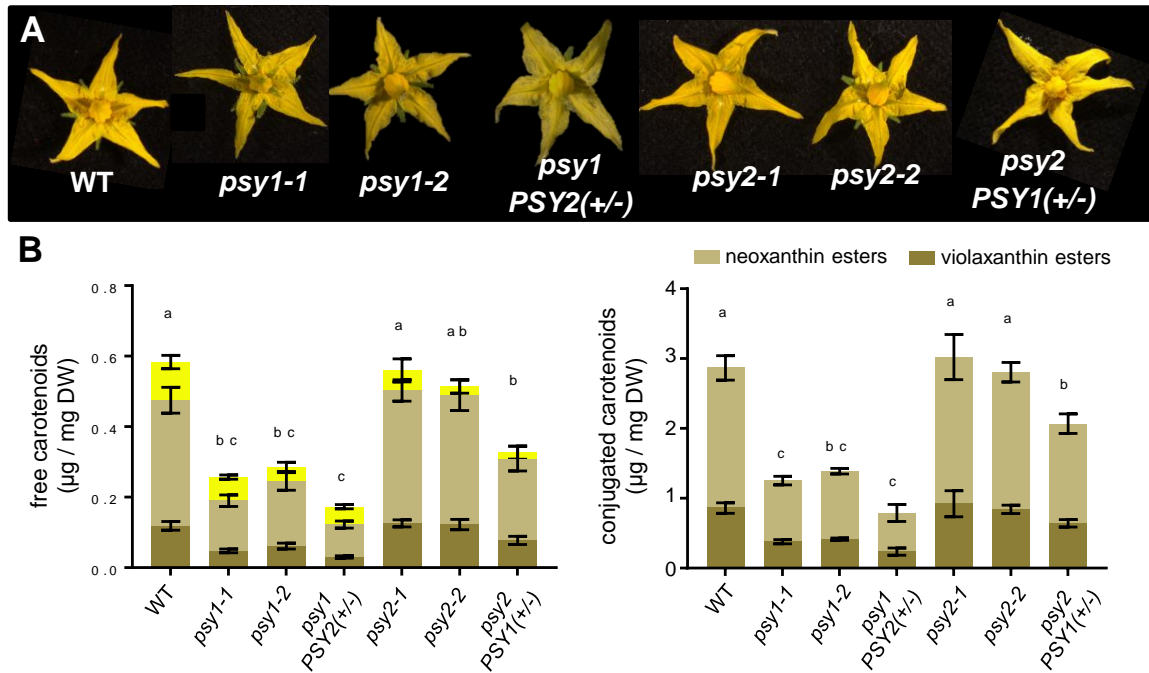 A
WT
psy1-1
psy1-2
psy1
PSY2(+/-)
psy2-1
psy2-2
psy2
PSY1(+/-)
B
neoxanthin esters
violaxanthin esters
free carotenoids
(µg / mg DW)
0.8
0.6
0.4
0.2
0.0
a
b c
b c
c
a
a b
b
WT
psy1-1
psy1-2
psy1
PSY2(+/-)
psy2-1
psy2-2
psy2
PSY1(+/-)
conjugated carotenoids
(µg / mg DW)
4
3
2
1
0
a
c
b c
c
a
a
b
WT
psy1-1
psy1-2
psy1
PSY2(+/-)
psy2-1
psy2-2
psy2
PSY1(+/-)